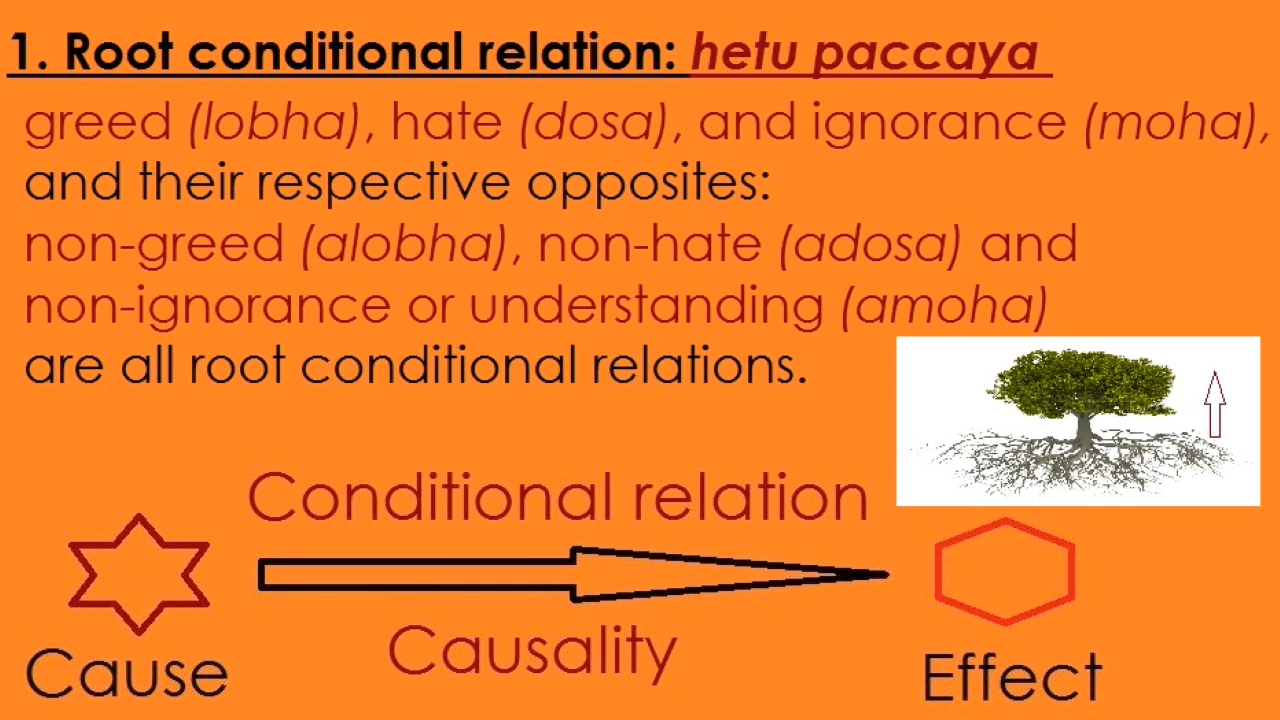 1. Root conditional relation: hetu paccaya
greed (lobha), hate (dosa), and ignorance (moha),
and their respective opposites:
non-greed (alobha), non-hate (adosa) and
non-ignorance or understanding (amoha)
are all root conditional relations.
Conditional relation
Causality
Cause
Effect